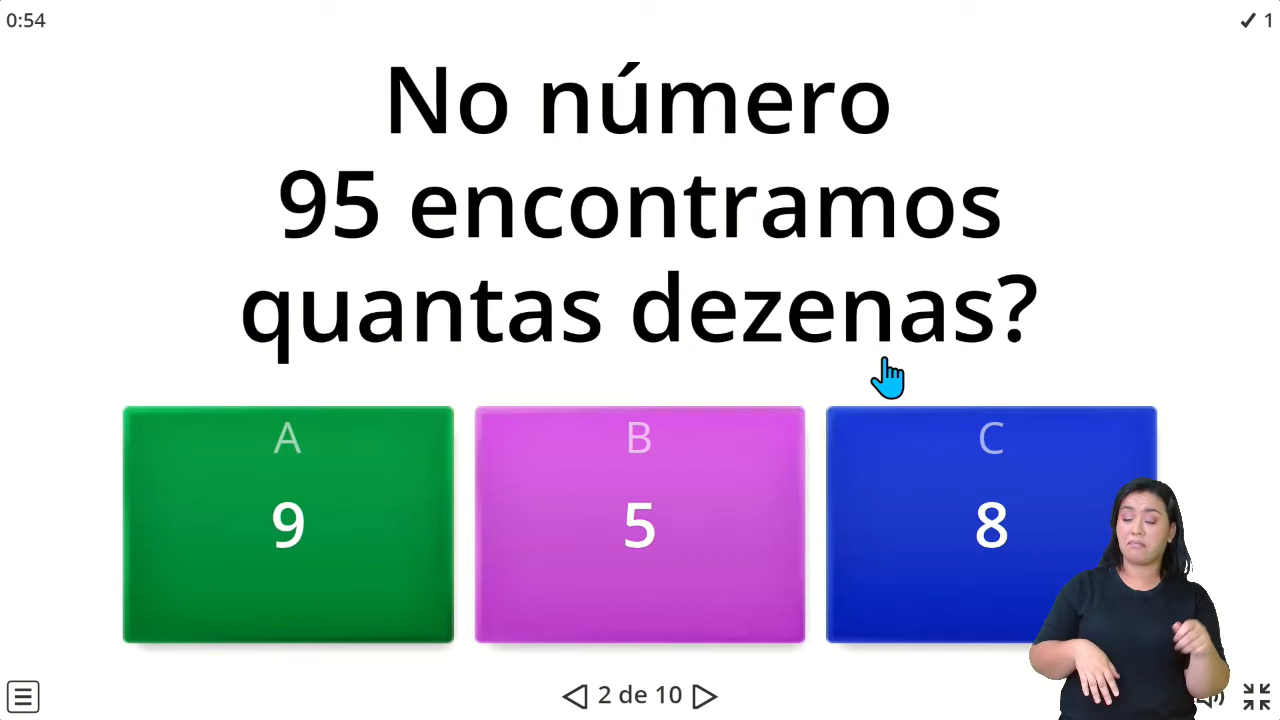 0:54
✓ 1
No número
95 encontramos
quantas dezenas?
A
9
B
5
C
8
2 de 10